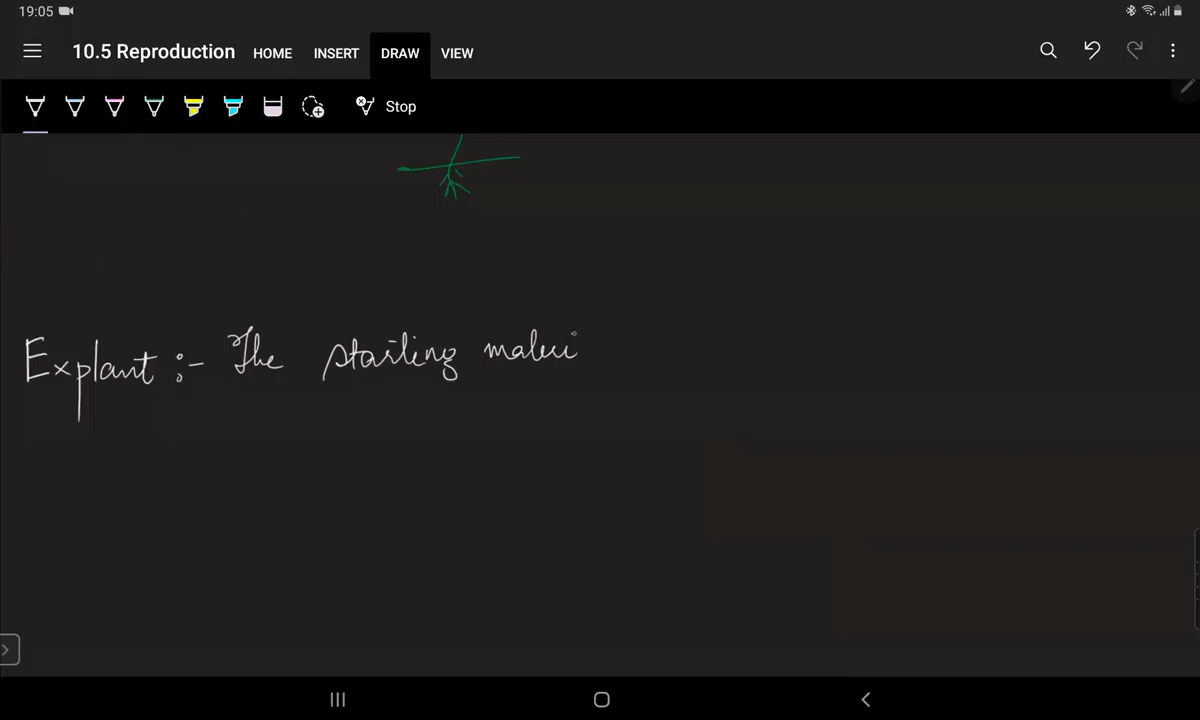 19:05
10.5 Reproduction HOME INSERT DRAW VIEW
Stop
Explant :- The starting materi